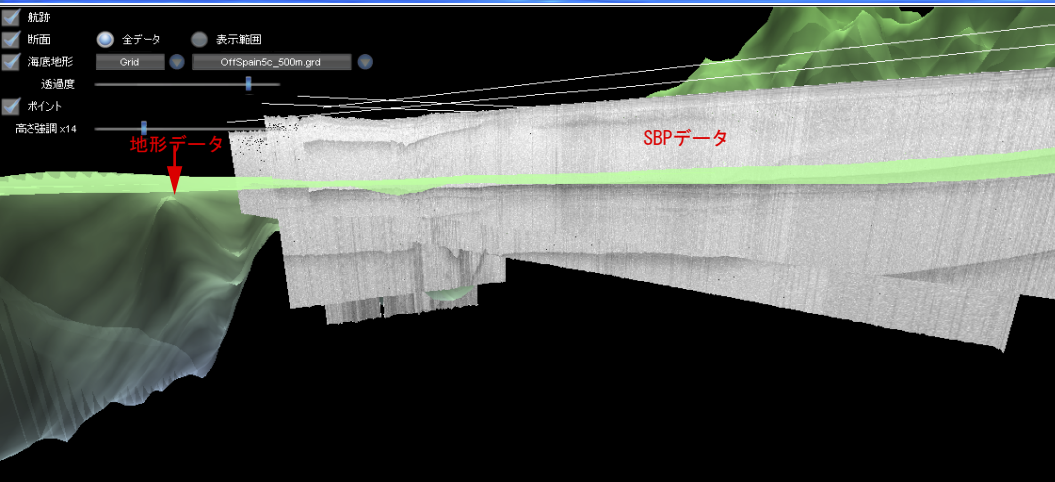 航跡
断面 全データ 表示範囲
海底地形 Grid OffSpain5c_500m.grd
透過度
ポイント
高さ強調 x14
地形データ
SBPデータ